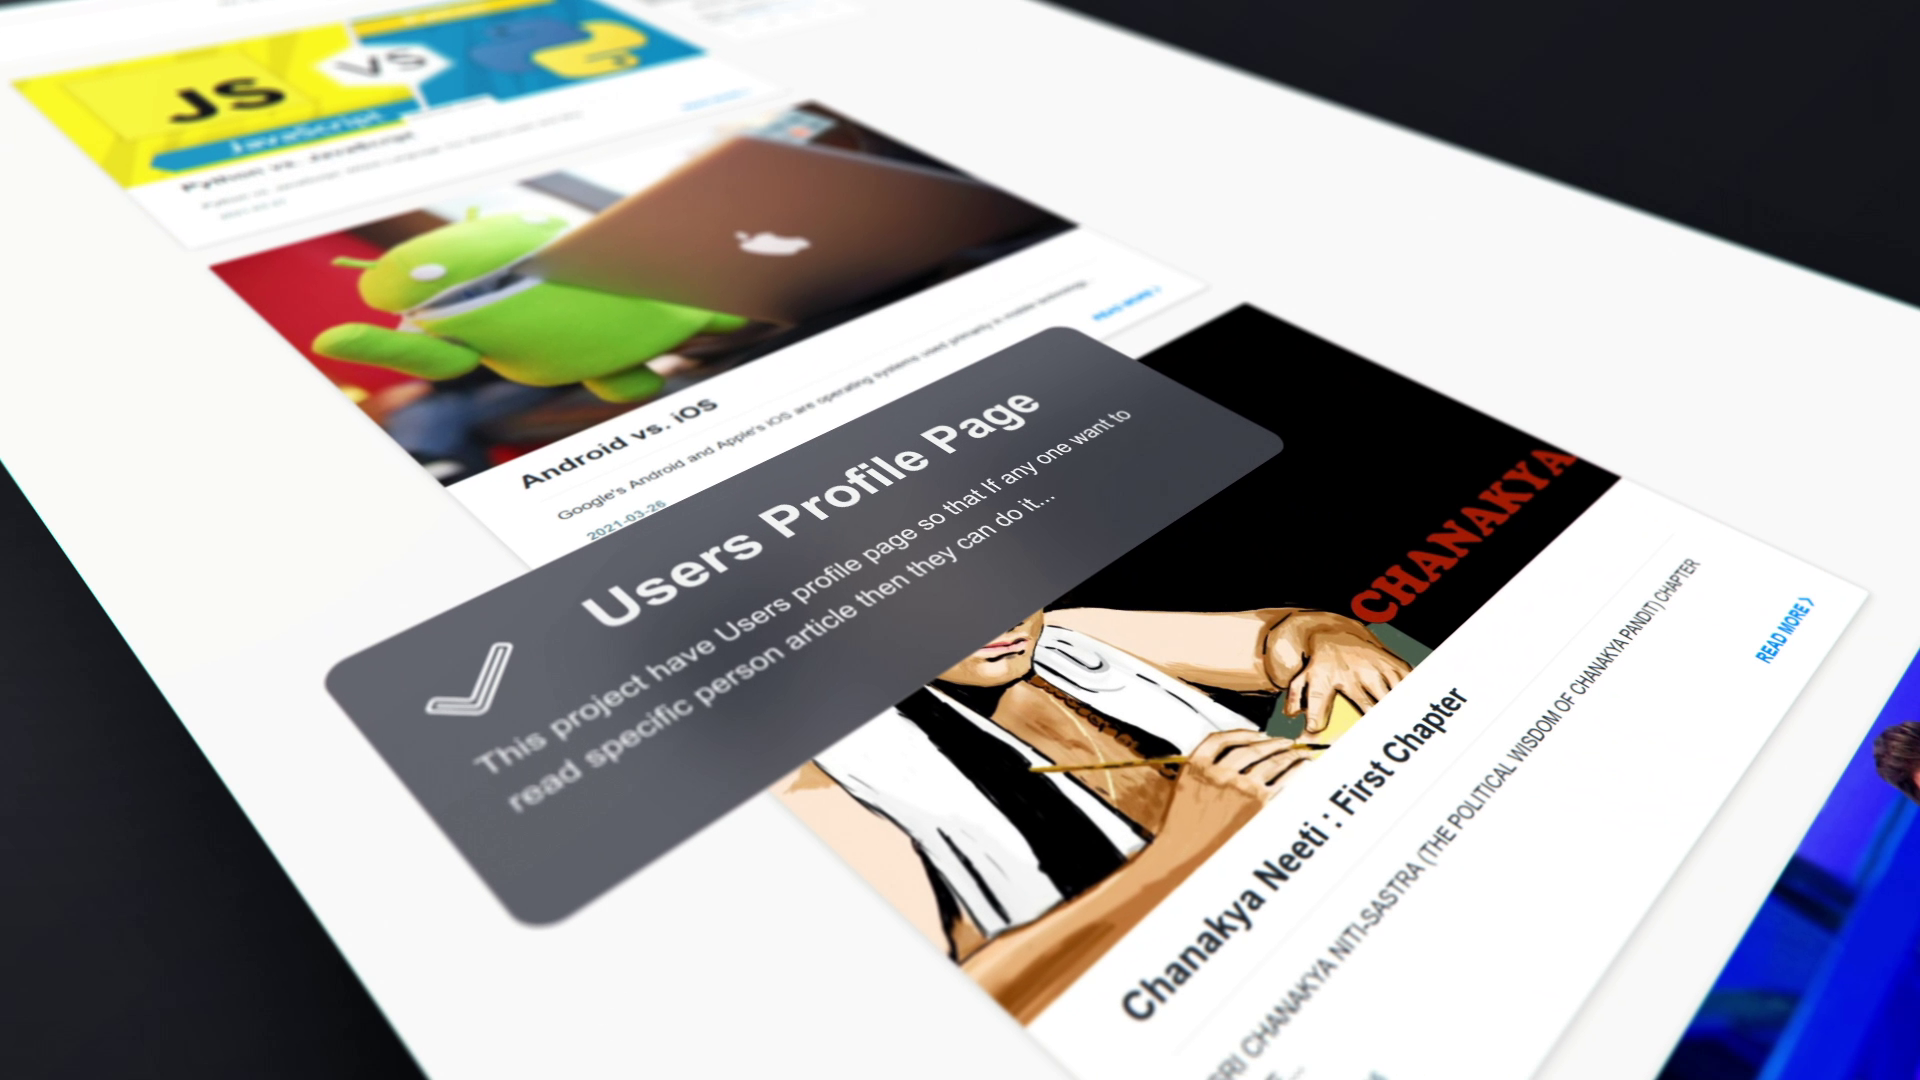 JS
VS
JavaScript
Python vs. JavaScript
Android vs. iOS
Google's Android and Apple's iOS are operating systems used primarily in mobile technology,
2021-03-26
READ MORE
Users Profile Page
This project have Users profile page so that If any one want to
read specific person article then they can do it...
CHANAKYA
Chanakya Neeti : First Chapter
SRI CHANAKYA NITI-SASTRA (THE POLITICAL WISDOM OF CHANAKYA PANDIT) CHAPTER
READ MORE